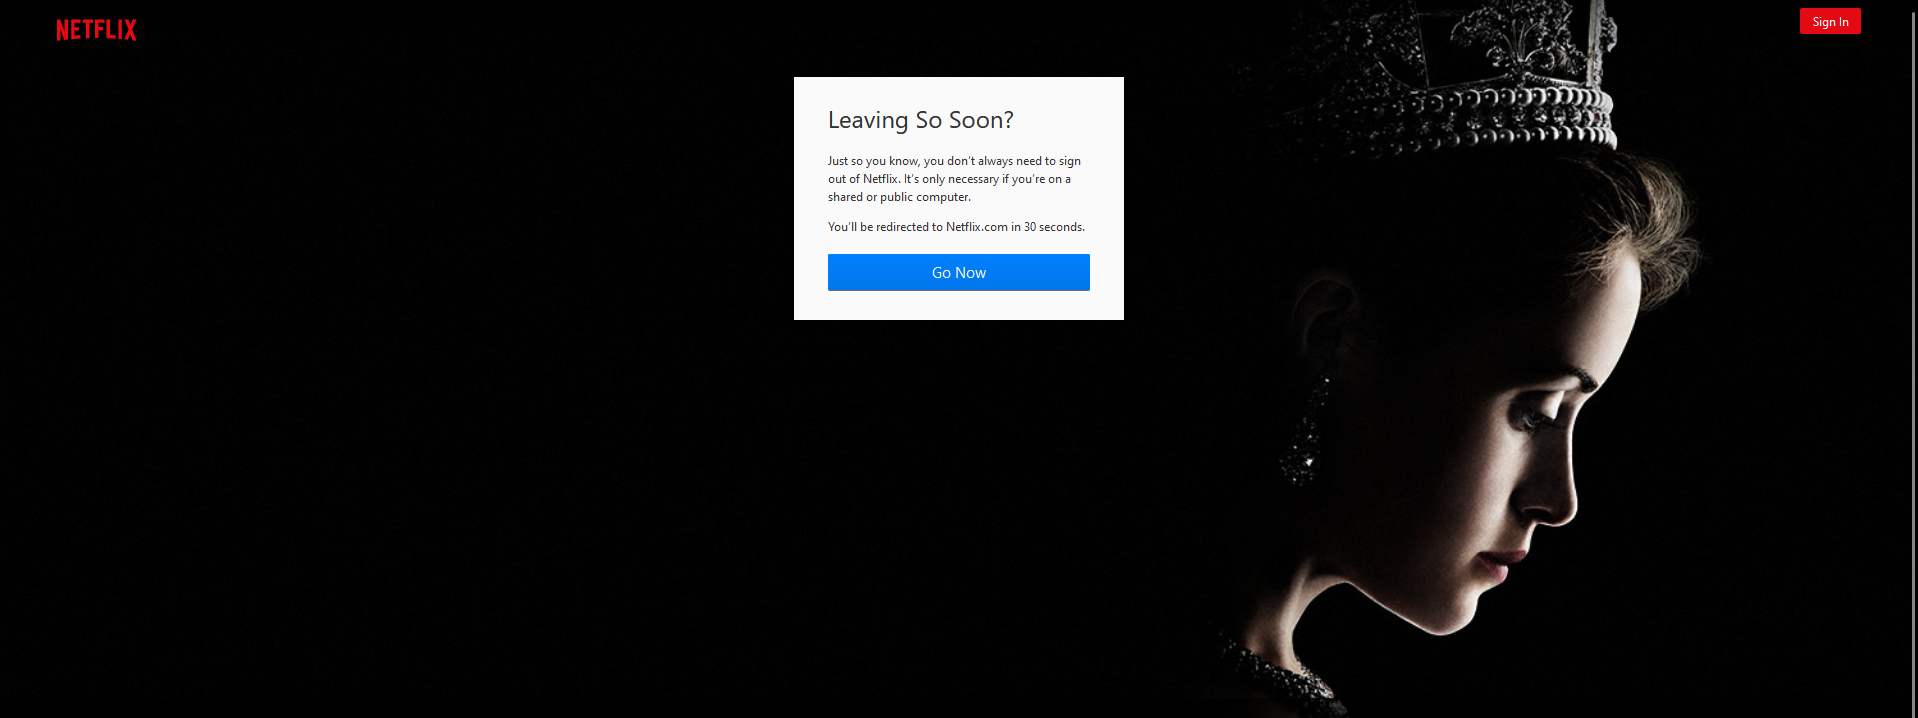 NETFLIX
Sign In
Leaving So Soon?
Just so you know, you don’t always need to sign
out of Netflix. It’s only necessary if you’re on a
shared or public computer.
You’ll be redirected to Netflix.com in 30 seconds.
Go Now